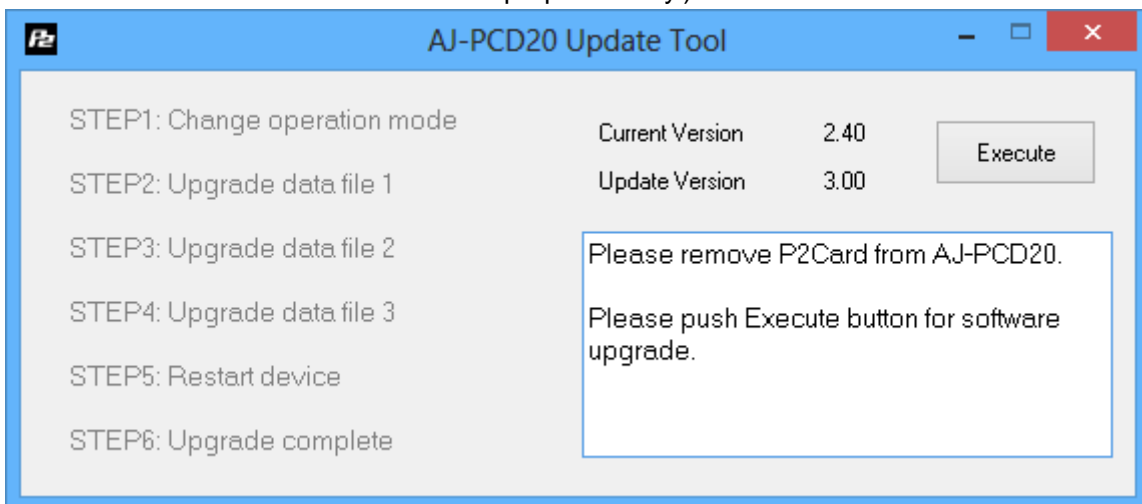 P2
AJ-PCD20 Update Tool
STEP1: Change operation mode
STEP2: Upgrade data file 1
STEP3: Upgrade data file 2
STEP4: Upgrade data file 3
STEP5: Restart device
STEP6: Upgrade complete
Current Version 2.40
Update Version 3.00
Execute
Please remove P2Card from AJ-PCD20.
Please push Execute button for software
upgrade.